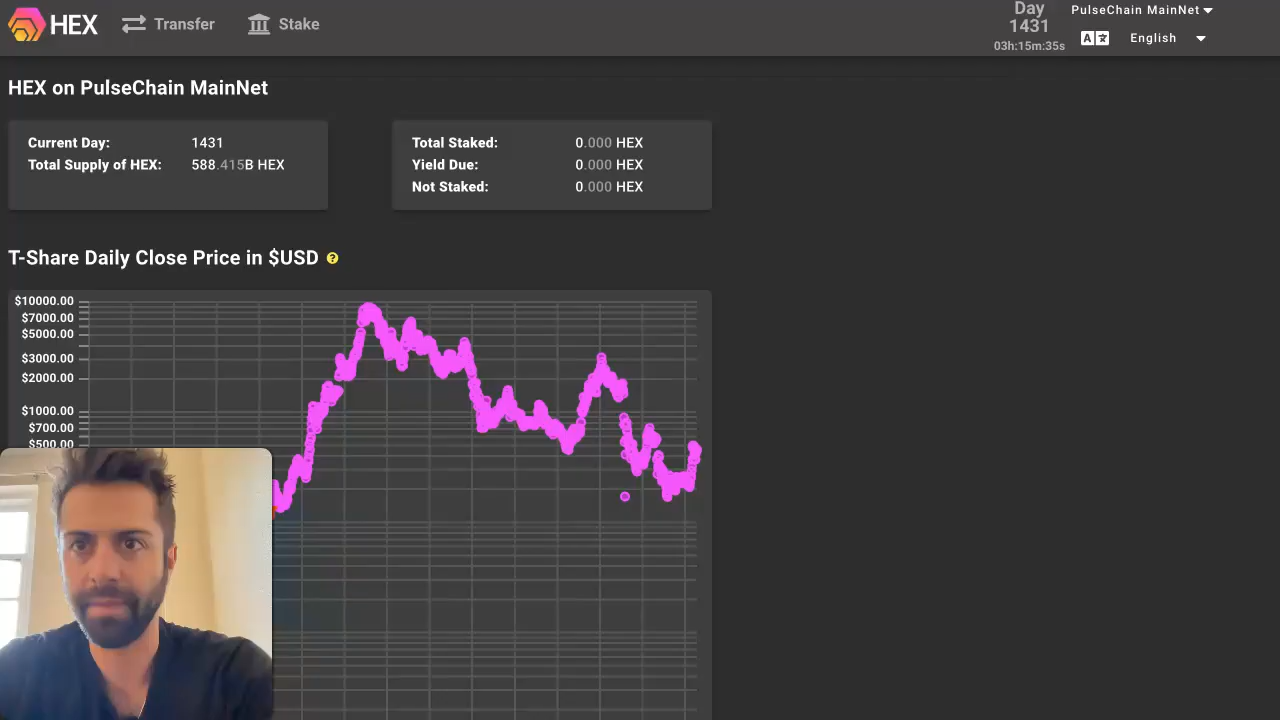 HEX
Transfer
Stake
Day
1431
03h:15m:35s
PulseChain MainNet
English
HEX on PulseChain MainNet
Current Day: 1431
Total Supply of HEX: 588.415B HEX
Total Staked: 0.000 HEX
Yield Due: 0.000 HEX
Not Staked: 0.000 HEX
T-Share Daily Close Price in $USD ?
$10000.00
$7000.00
$5000.00
$3000.00
$2000.00
$1000.00
$700.00
$500.00